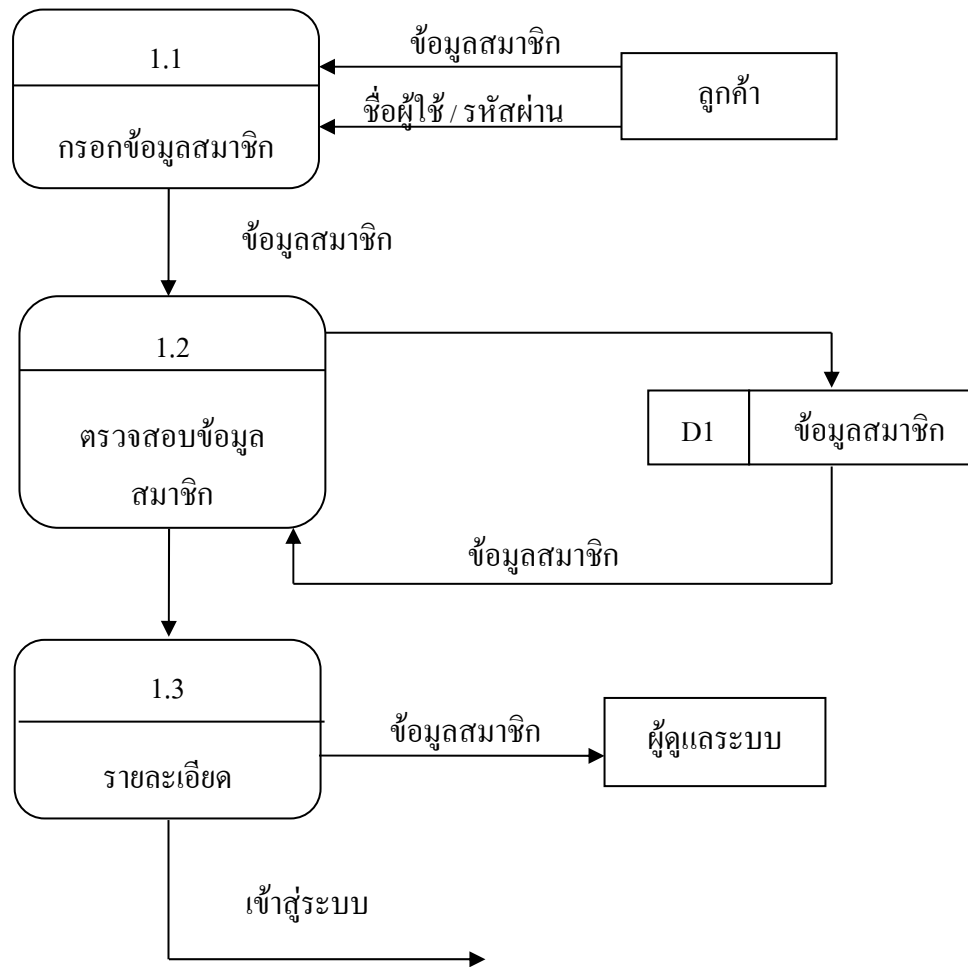 1.1
กรอกข้อมูลสมาชิก
ข้อมูลสมาชิก
ชื่อผู้ใช้ / รหัสผ่าน
ลูกค้า
ข้อมูลสมาชิก
1.2
ตรวจสอบข้อมูล
สมาชิก
D1
ข้อมูลสมาชิก
ข้อมูลสมาชิก
1.3
รายละเอียด
ข้อมูลสมาชิก
ผู้ดูแลระบบ
เข้าสู่ระบบ